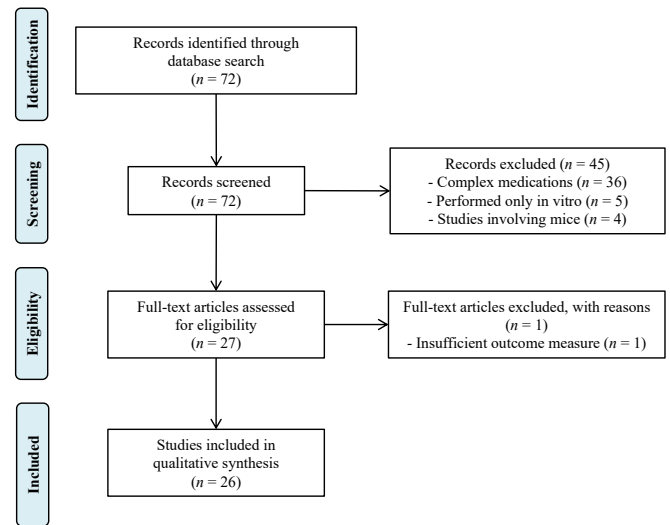 Identification
Records identified through
database search
(n = 72)
Screening
Records screened
(n = 72)
Records excluded (n = 45)
- Complex medications (n = 36)
- Performed only in vitro (n = 5)
- Studies involving mice (n = 4)
Eligibility
Full-text articles assessed
for eligibility
(n = 27)
Full-text articles excluded, with reasons
(n = 1)
- Insufficient outcome measure (n = 1)
Included
Studies included in
qualitative synthesis
(n = 26)